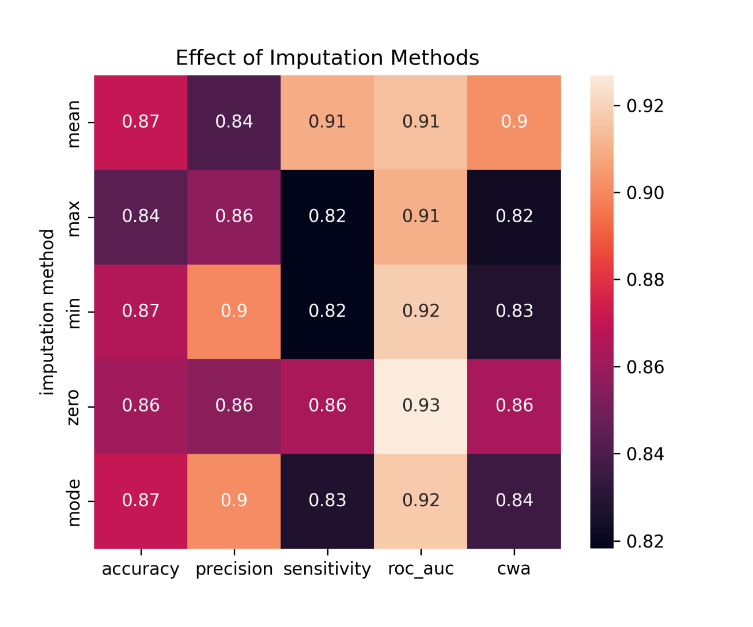 Effect of Imputation Methods
imputation method
mean 0.87 0.84 0.91 0.91 0.9
max 0.84 0.86 0.82 0.91 0.82
min 0.87 0.9 0.82 0.92 0.83
zero 0.86 0.86 0.86 0.93 0.86
mode 0.87 0.9 0.83 0.92 0.84
accuracy precision sensitivity roc_auc cwa
0.92
0.90
0.88
0.86
0.84
0.82